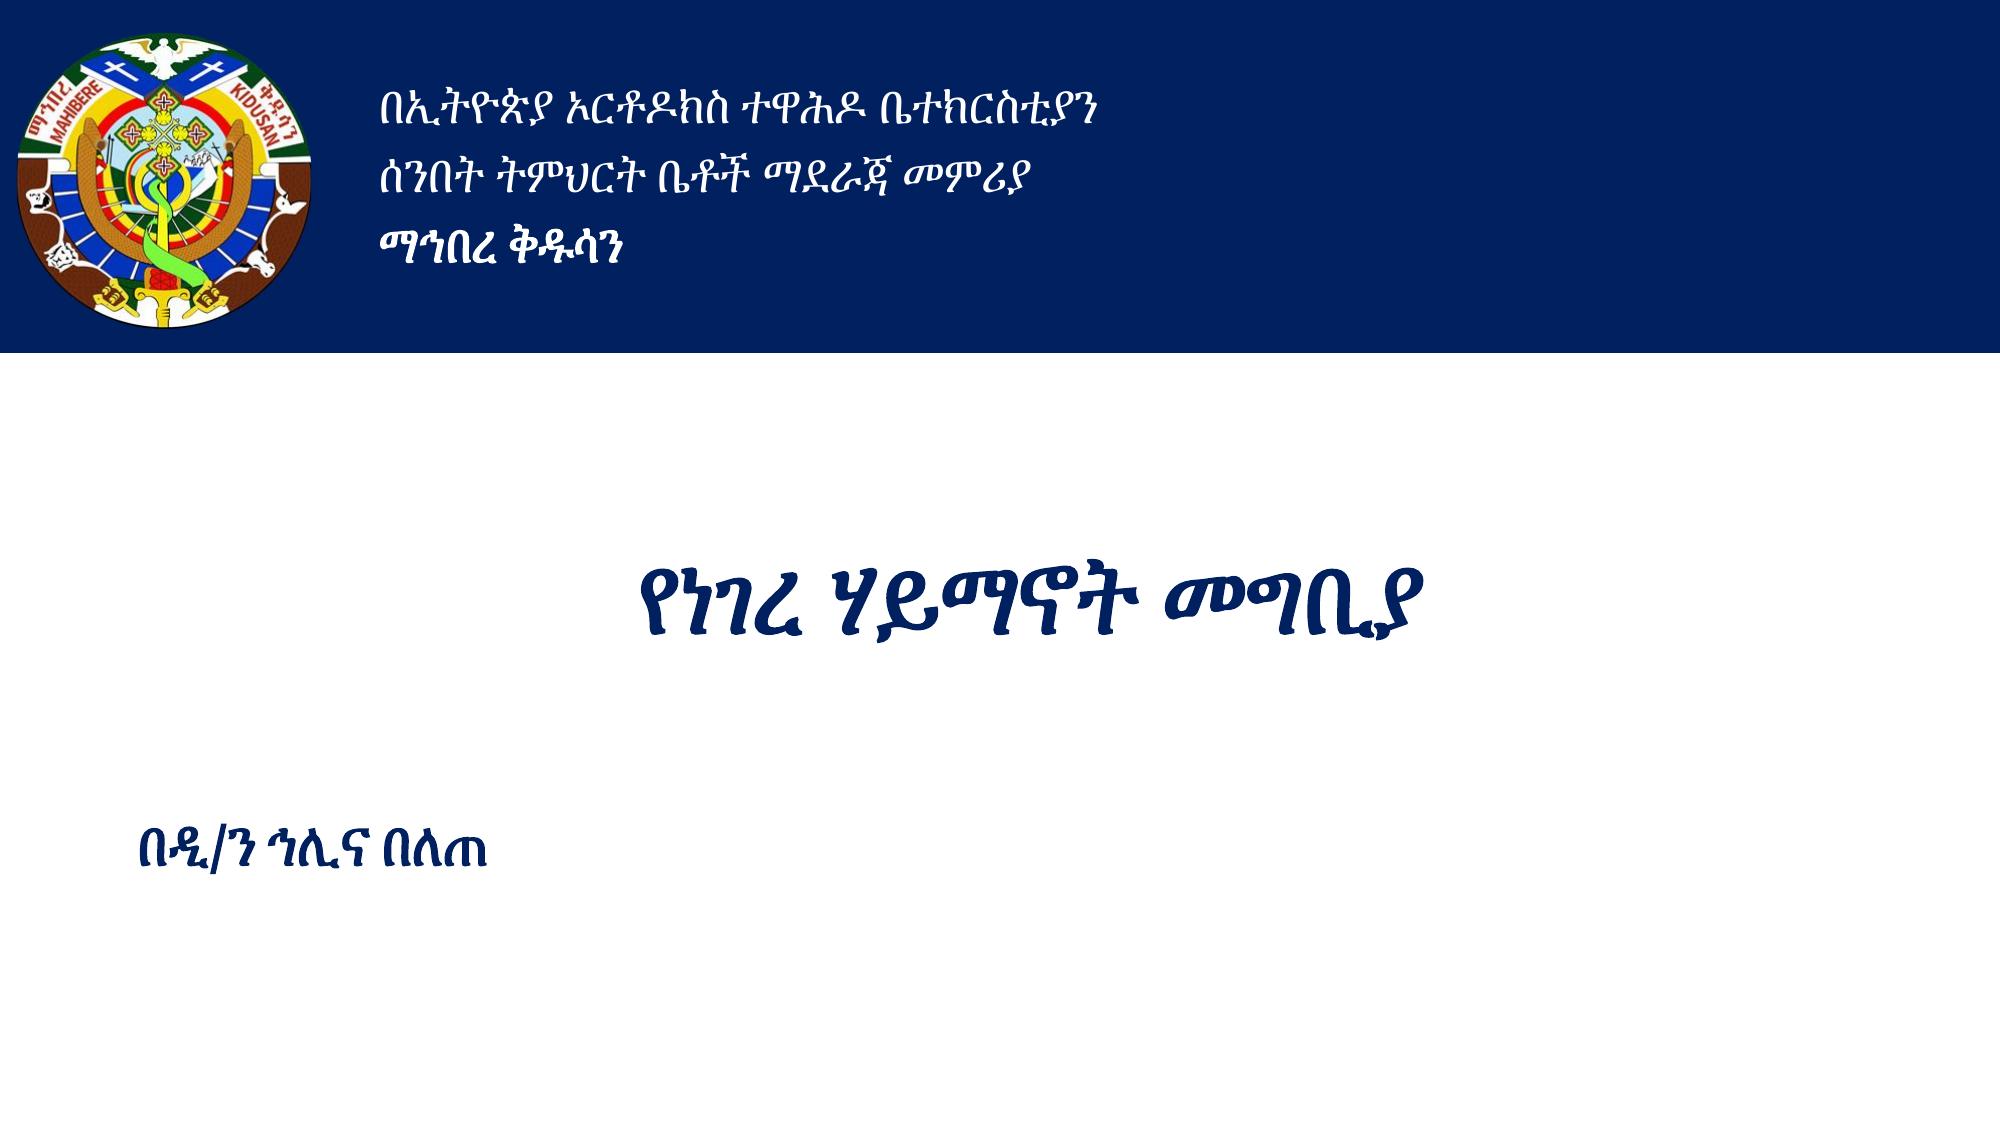 ማኅበረ ቅዱሳን
MAHIBERE KIDUSAN
በኢትዮጵያ ኦርቶዶክስ ተዋሕዶ ቤተክርስቲያን
ሰንበት ትምህርት ቤቶች ማደራጃ መምሪያ
ማኅበረ ቅዱሳን
የነገረ ሃይማኖት መግቢያ
በዲ/ን ኅሊና በለጠ